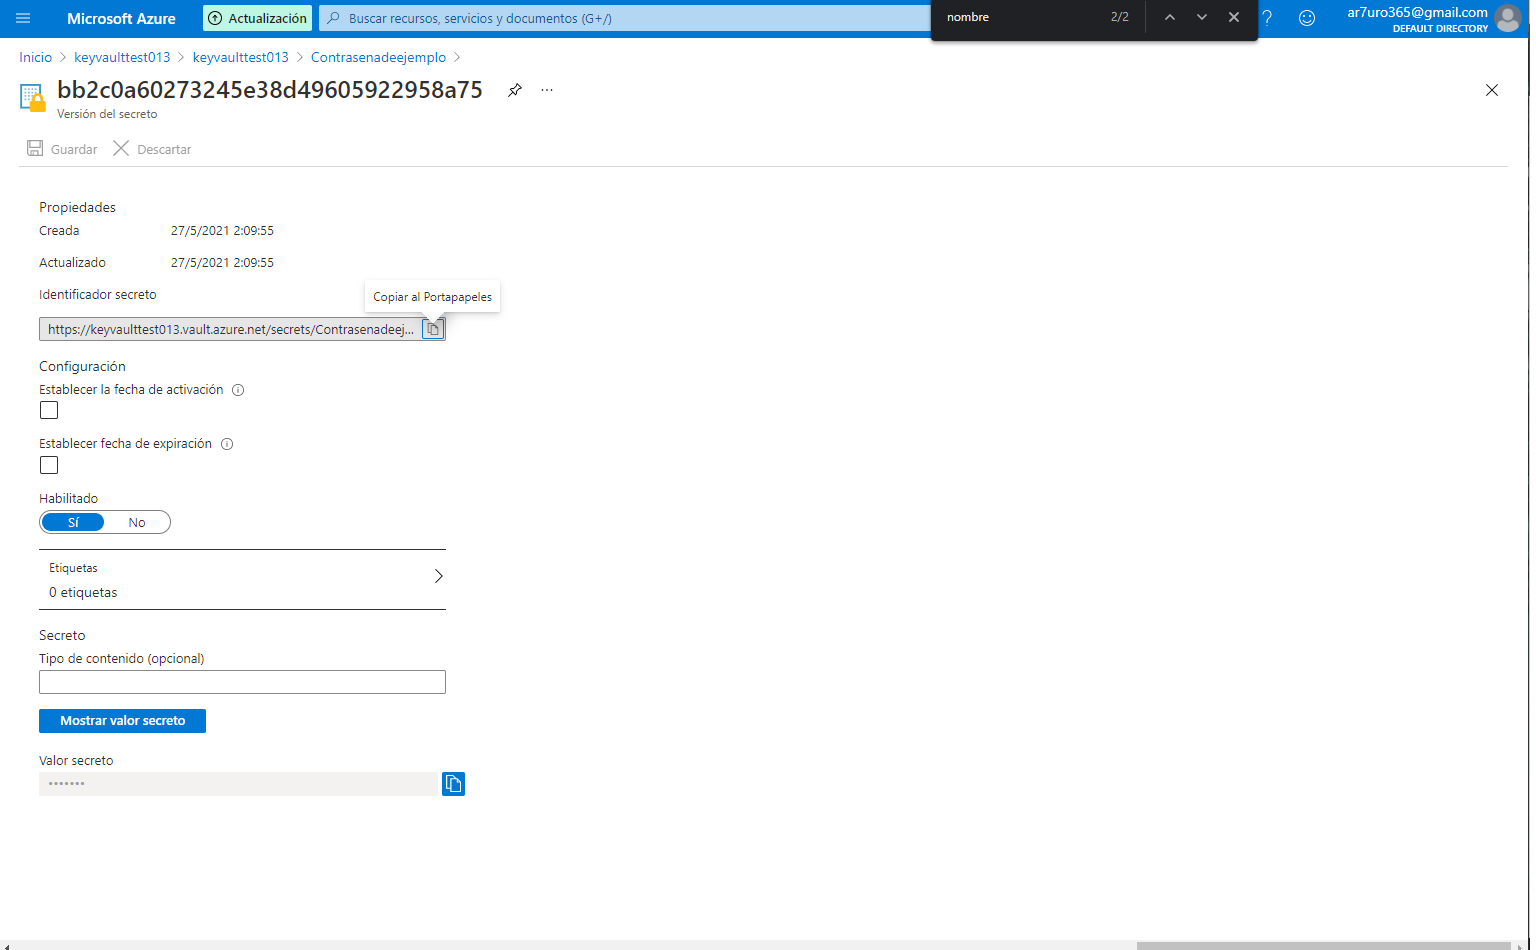 Microsoft Azure
Actualización
Buscar recursos, servicios y documentos (G+/)
nombre
2/2
?
ar7uro365@gmail.com
DEFAULT DIRECTORY
Inicio > keyvaulttest013 > keyvaulttest013 > Contrasenadeejemplo >
bb2c0a60273245e38d49605922958a75
...
Versión del secreto
Guardar
Descartar
Propiedades
Creada 27/5/2021 2:09:55
Actualizado 27/5/2021 2:09:55
Identificador secreto
Copiar al Portapapeles
https://keyvaulttest013.vault.azure.net/secrets/Contrasenadeej...
Configuración
Establecer la fecha de activación
Establecer fecha de expiración
Habilitado
Sí No
Etiquetas
0 etiquetas
Secreto
Tipo de contenido (opcional)
Mostrar valor secreto
Valor secreto
•••••••